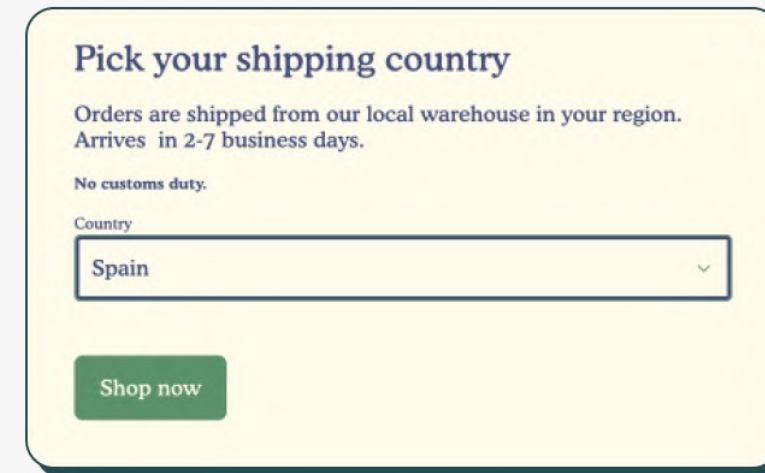 Pick your shipping country
Orders are shipped from our local warehouse in your region.
Arrives  in 2-7 business days.
No customs duty.
Country
Spain
Shop now